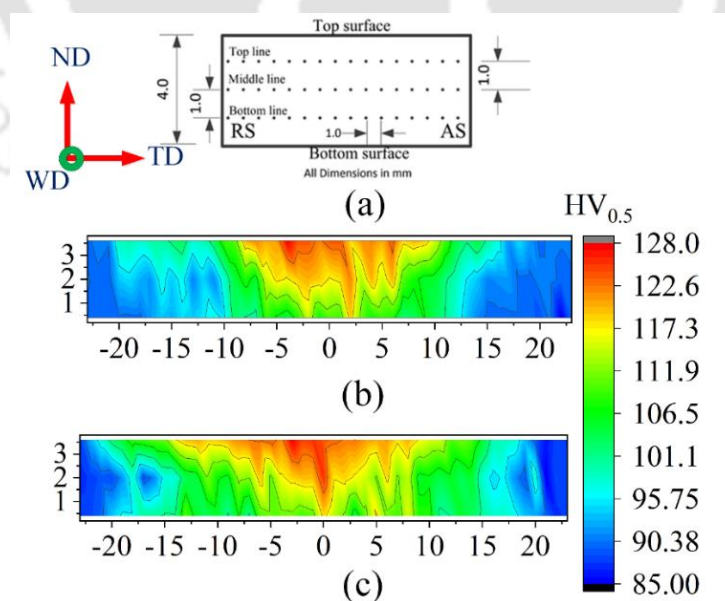 Top surface
ND
Top line
4.0
Middle line
1.0
1.0
Bottom line
RS
1.0
AS
TD
Bottom surface
WD
All Dimensions in mm
(a)
HV0.5
3
2
1
-20 -15 -10 -5 0 5 10 15 20
(b)
3
2
1
-20 -15 -10 -5 0 5 10 15 20
(c)
128.0
122.6
117.3
111.9
106.5
101.1
95.75
90.38
85.00